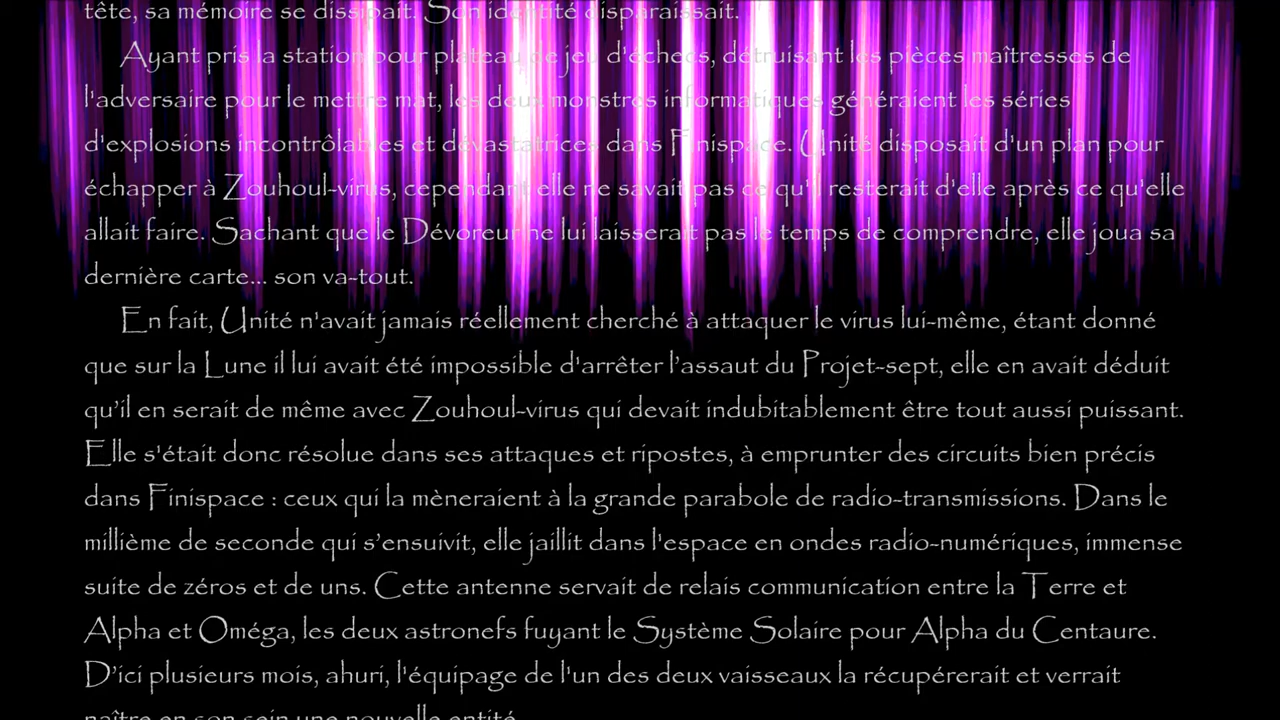 tête, sa mémoire se dissipait. Son identité disparaissait.
Ayant pris la station pour plateau de jeu d'échecs, détruisant les pièces maîtresses de
l'adversaire pour le mettre mat, les deux monstres informatiques généraient les séries
d'explosions incontrôlables et dévastatrices dans Finispace. Unité disposait d'un plan pour
échapper à Zouhoul-virus, cependant elle ne savait pas ce qu'il resterait d'elle après ce qu'elle
allait faire. Sachant que le Dévoreur ne lui laisserait pas le temps de comprendre, elle joua sa
dernière carte... son va-tout.
En fait, Unité n'avait jamais réellement cherché à attaquer le virus lui-même, étant donné
que sur la Lune il lui avait été impossible d'arrêter l’assaut du Projet-sept, elle en avait déduit
qu’il en serait de même avec Zouhoul-virus qui devait indubitablement être tout aussi puissant.
Elle s'était donc résolue dans ses attaques et ripostes, à emprunter des circuits bien précis
dans Finispace : ceux qui la mèneraient à la grande parabole de radio-transmissions. Dans le
millième de seconde qui s’ensuivit, elle jaillit dans l'espace en ondes radio-numériques, immense
suite de zéros et de uns. Cette antenne servait de relais communication entre la Terre et
Alpha et Oméga, les deux astronefs fuyant le Système Solaire pour Alpha du Centaure.
D’ici plusieurs mois, ahuri, l'équipage de l'un des deux vaisseaux la récupérerait et verrait
naître en son sein une nouvelle entité.